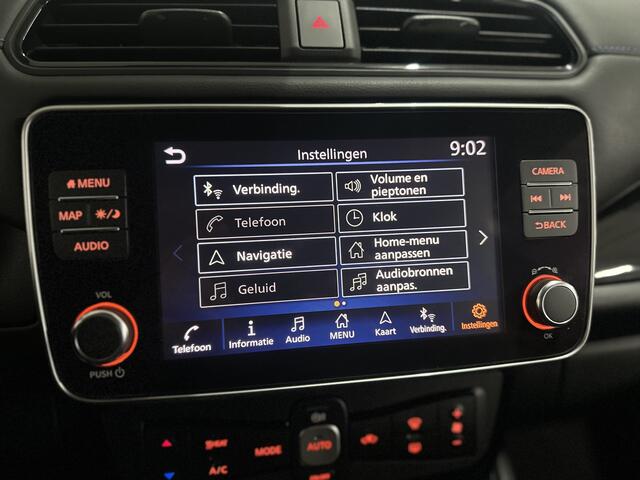 Instellingen
9:02
Verbinding.
Volume en
pieptonen
Telefoon
Klok
Navigatie
Home-menu
aanpassen
Geluid
Audiobronnen
aanpas.
Telefoon
Informatie
Audio
MENU
Kaart
Verbinding.
Instellingen
MENU
MAP
AUDIO
VOL
PUSH
CAMERA
BACK
OK
MODE
AUTO
A/C